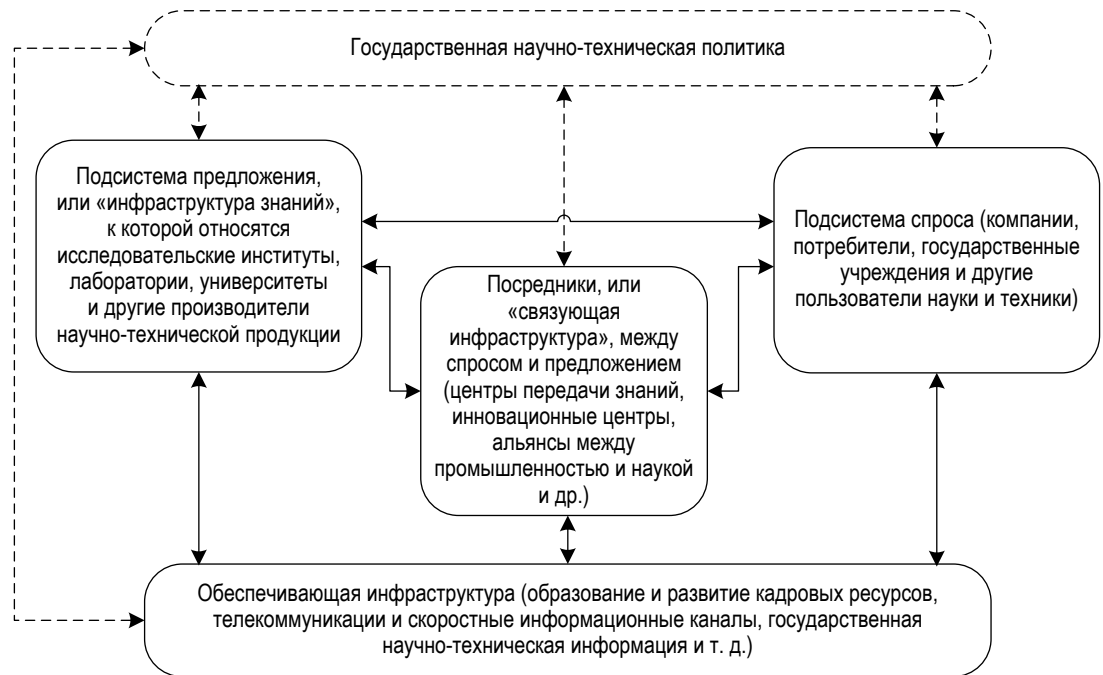 Государственная научно-техническая политика
Подсистема предложения,
или «инфраструктура знаний»,
к которой относятся
исследовательские институты,
лаборатории, университеты
и другие производители
научно-технической продукции
Посредники, или
«связующая
инфраструктура», между
спросом и предложением
(центры передачи знаний,
инновационные центры,
альянсы между
промышленностью и наукой
и др.)
Подсистема спроса (компании,
потребители, государственные
учреждения и другие
пользователи науки и техники)
Обеспечивающая инфраструктура (образование и развитие кадровых ресурсов,
телекоммуникации и скоростные информационные каналы, государственная
научно-техническая информация и т. д.)